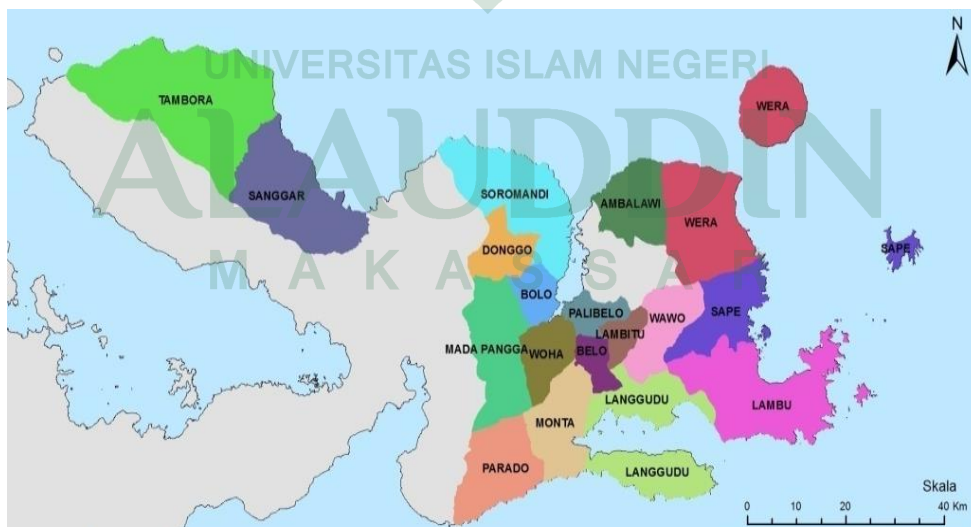 N
UNIVERSITAS ISLAM NEGERI
ALAUDDIN
MAKASSAR
TAMBORA
WERA
SANGGAR
SOROMANDI
AMBALAWI
WERA
DONGGO
SAPE
BOLO
PALIBELO
WAWO
SAPE
LAMBITU
MADA PANGGA
WOHA
BELO
LANGGUDU
LAMBU
MONTA
PARADO
LANGGUDU
Skala
0 10 20 40 Km